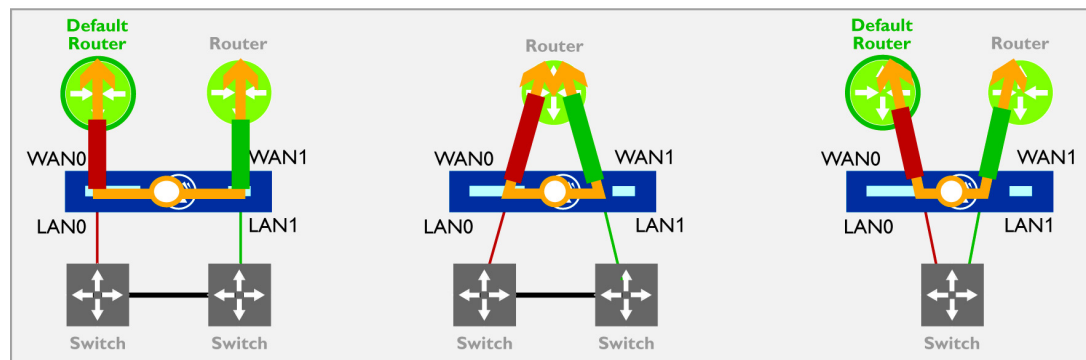 Default
Router
Router
WAN0
WAN1
LAN0
LAN1
Switch
Switch
Router
WAN0
WAN1
LAN0
LAN1
Switch
Switch
Default
Router
Router
WAN0
WAN1
LAN0
LAN1
Switch